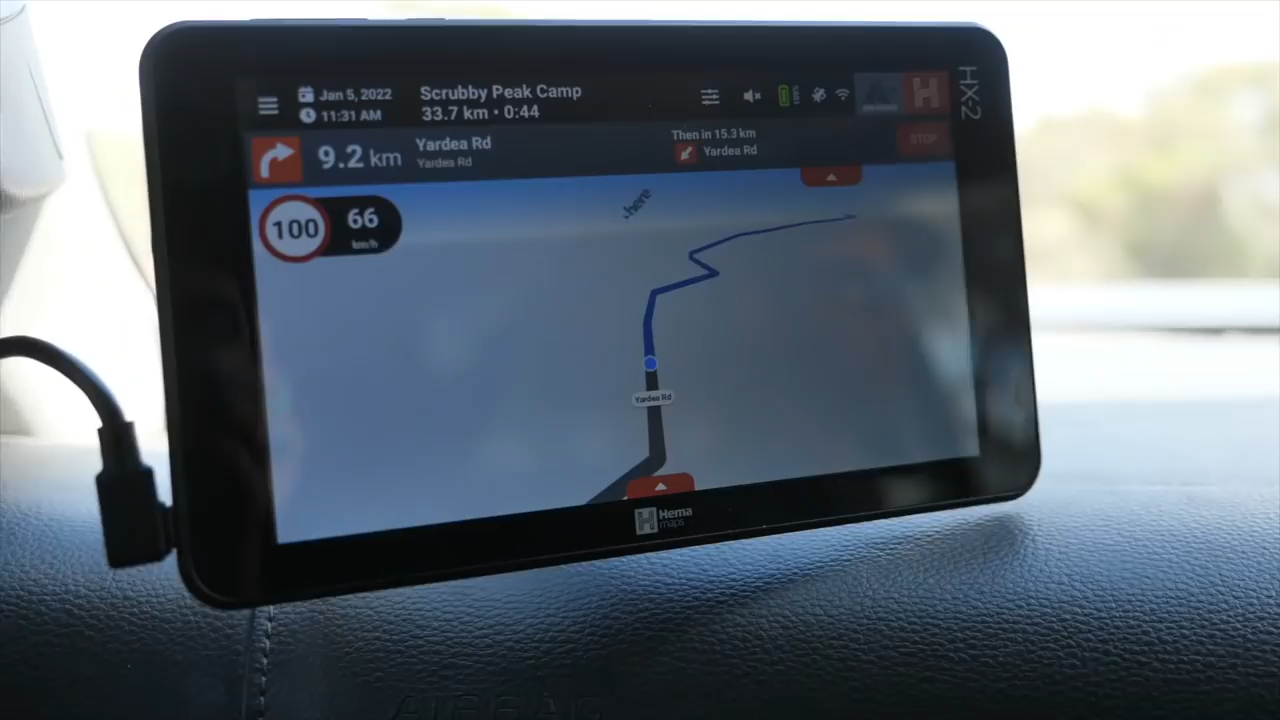 Jan 5, 2022
11:31 AM
Scrubby Peak Camp
33.7 km • 0:44
HX-2
H
9.2 km
Yardea Rd
Yardea Rd
Then in 15.3 km
Yardea Rd
STOP
100
66
km/h
.here
Yardea Rd
H Hema
maps
AIRBAG